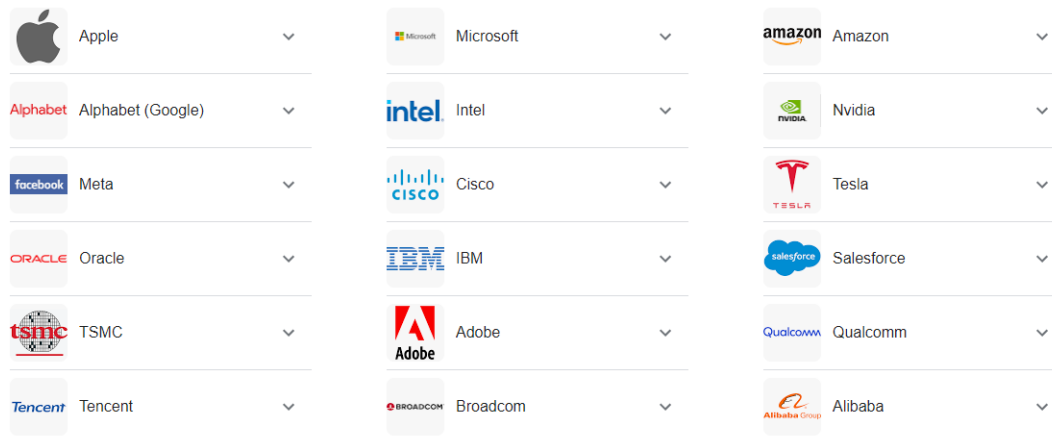 Apple
Microsoft Microsoft
amazon Amazon
Alphabet Alphabet (Google)
intel. Intel
NVIDIA Nvidia
facebook Meta
CISCO Cisco
TESLA Tesla
ORACLE Oracle
IBM IBM
salesforce Salesforce
tsmc TSMC
Adobe Adobe
Qualcomm Qualcomm
Tencent Tencent
BROADCOM Broadcom
Alibaba Group Alibaba